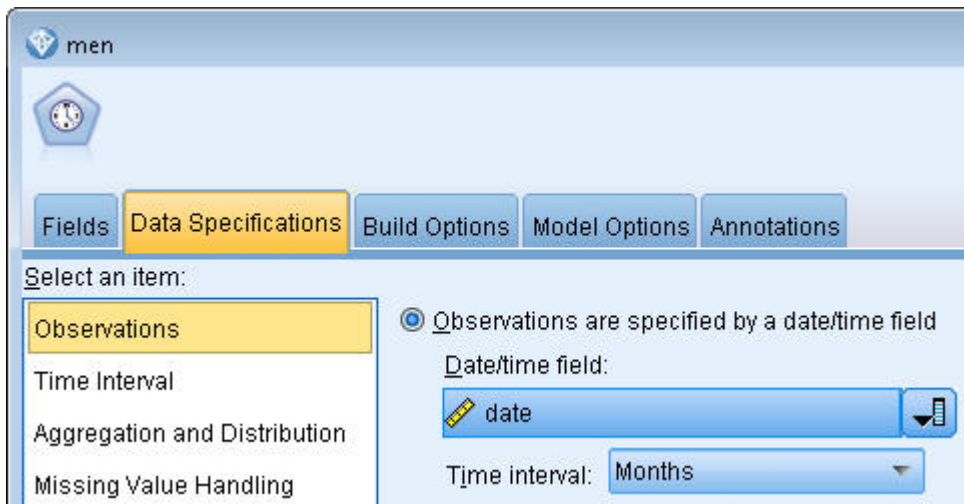 men
Fields
Data Specifications
Build Options
Model Options
Annotations
Select an item:
Observations
Time Interval
Aggregation and Distribution
Missing Value Handling
Observations are specified by a date/time field
Date/time field:
date
Time interval: Months